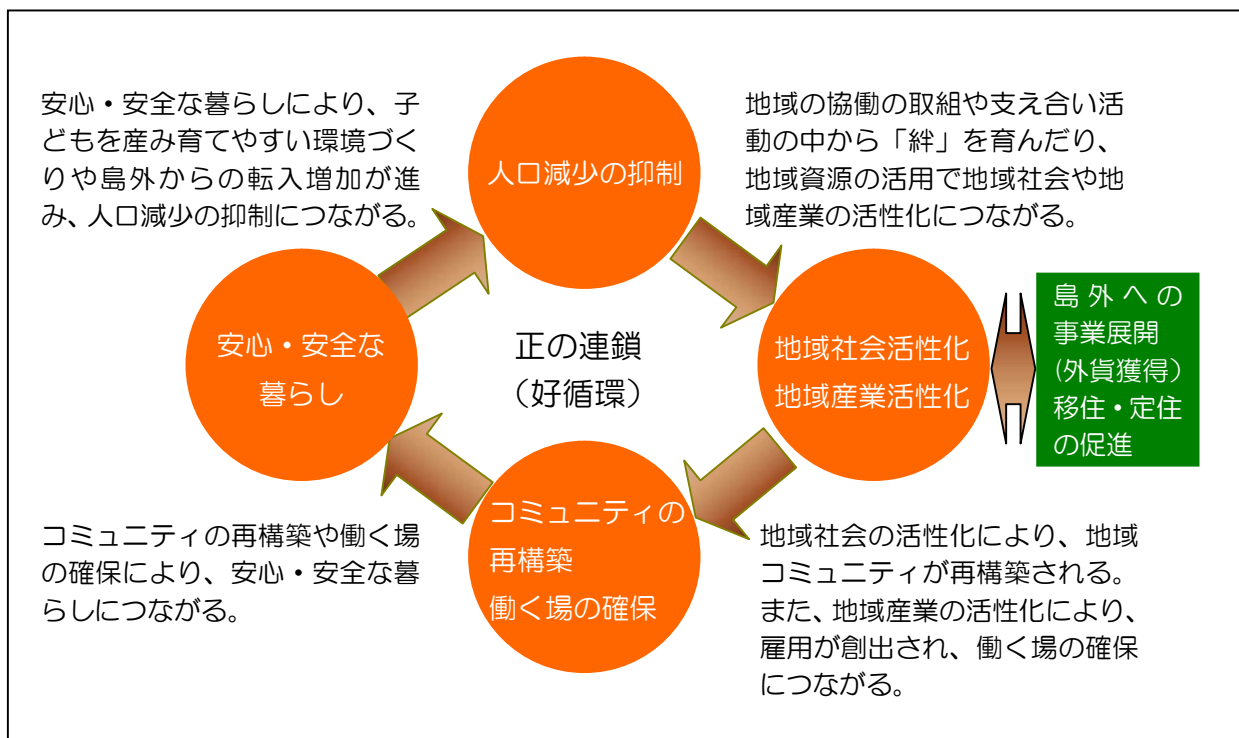 安心・安全な暮らしにより、子
どもを産み育てやすい環境づく
りや島外からの転入増加が進
み、人口減少の抑制につながる。
人口減少の抑制
地域の協働の取組や支え合い活
動の中から「絆」を育んだり、
地域資源の活用で地域社会や地
域産業の活性化につながる。
安心・安全な
暮らし
正の連鎖
（好循環）
地域社会活性化
地域産業活性化
島外への
事業展開
(外貨獲得）
移住・定住
の促進
コミュニティの再構築や働く場
の確保により、安心・安全な暮
らしにつながる。
コミュニティの
再構築
働く場の確保
地域社会の活性化により、地域
コミュニティが再構築される。
また、地域産業の活性化により、
雇用が創出され、働く場の確保
につながる。